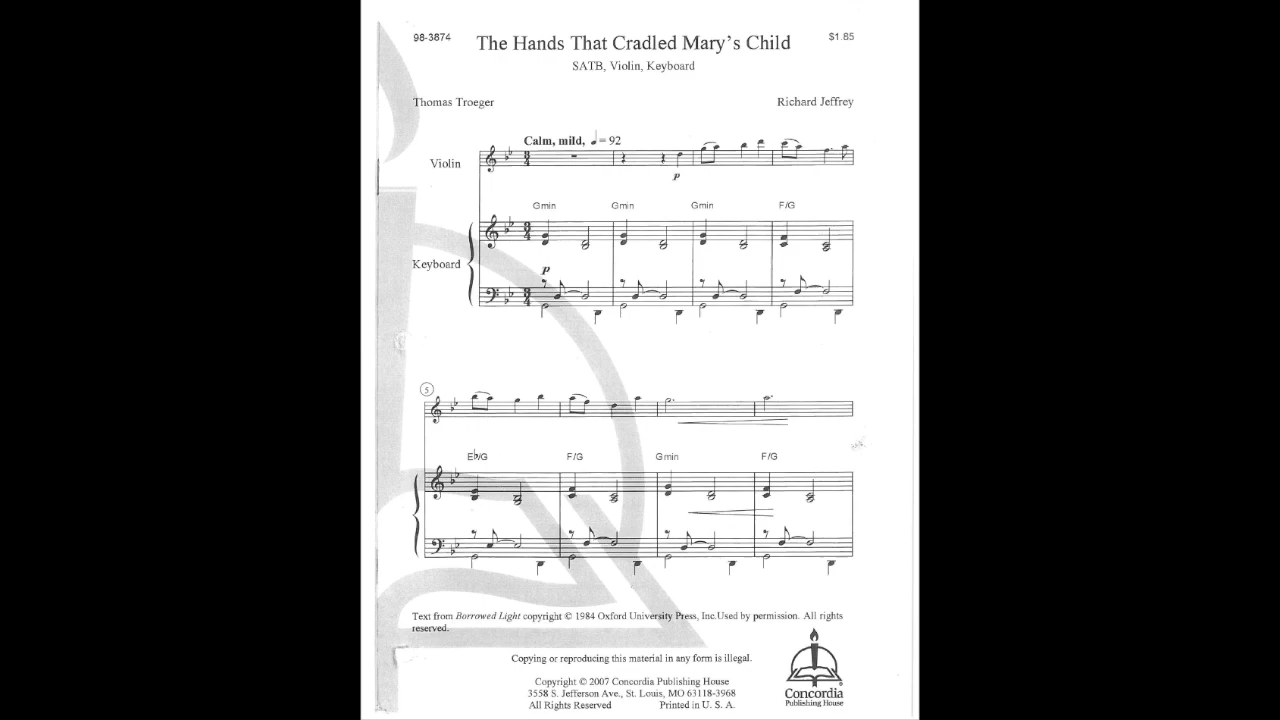 98-3874
The Hands That Cradled Mary's Child
$1.85
SATB, Violin, Keyboard
Thomas Troeger
Richard Jeffrey
Calm, mild, ♩= 92
Violin
p
Gmin Gmin Gmin F/G
Keyboard
p
5
E♭/G F/G Gmin F/G
Text from Borrowed Light copyright © 1984 Oxford University Press, Inc.Used by permission. All rights
reserved.
Copying or reproducing this material in any form is illegal.
Copyright © 2007 Concordia Publishing House
3558 S. Jefferson Ave., St. Louis, MO 63118-3968
All Rights Reserved Printed in U. S. A.
Concordia
Publishing House